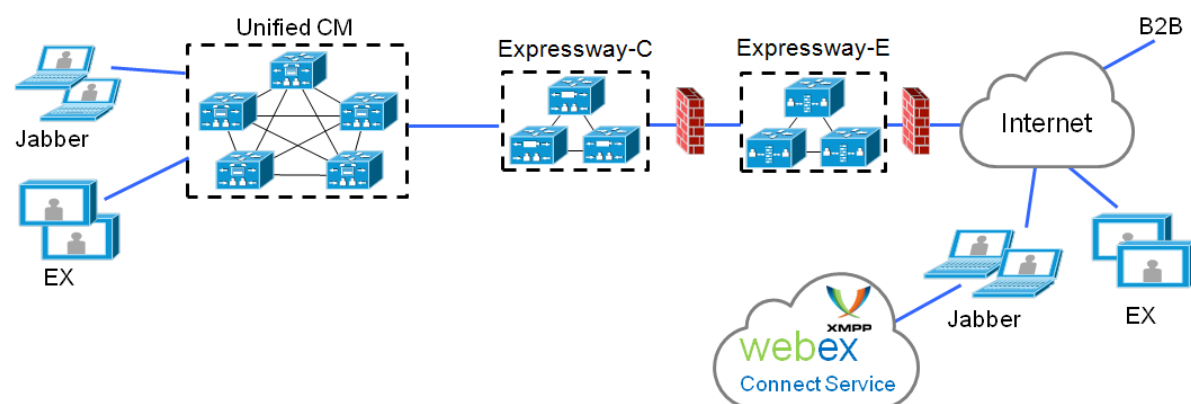 Unified CM
Expressway-C
Expressway-E
B2B
Jabber
Internet
EX
Jabber
EX
XMPP
webex
Connect Service